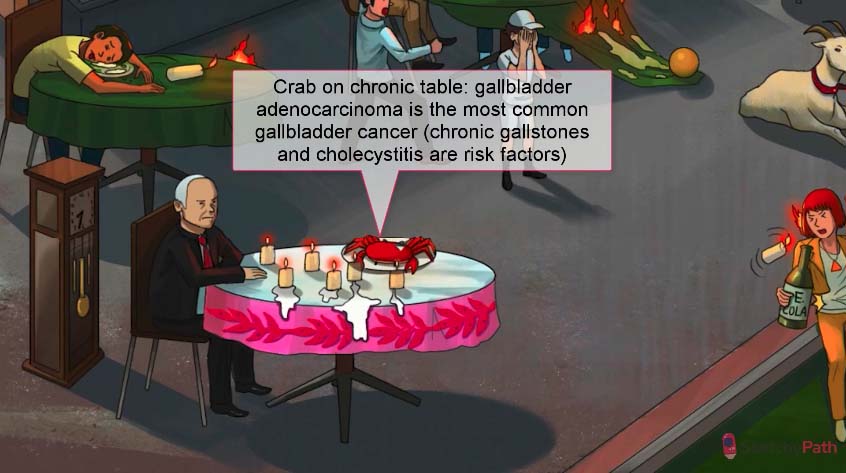 Crab on chronic table: gallbladder
adenocarcinoma is the most common
gallbladder cancer (chronic gallstones
and cholecystitis are risk factors)
E.
COLA
SketchyPath